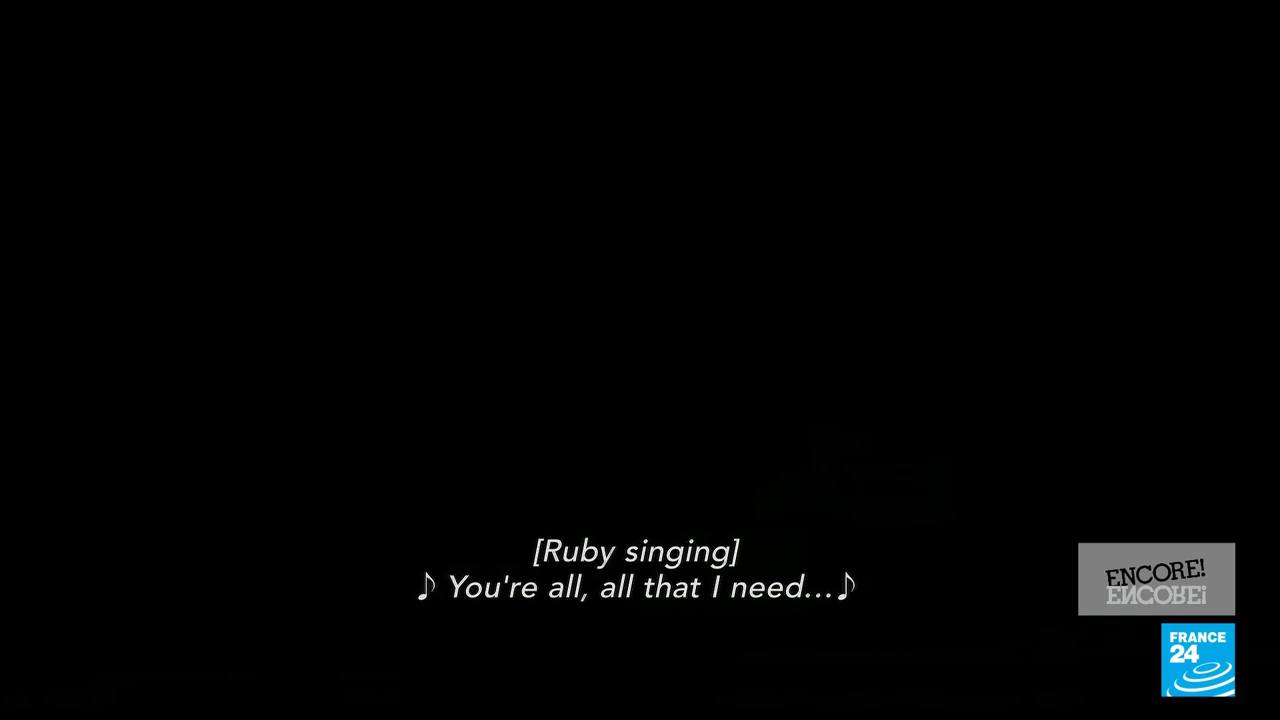 [Ruby singing]
♪ You're all, all that I need...♪
ENCORE!
ENCORE!
FRANCE
24